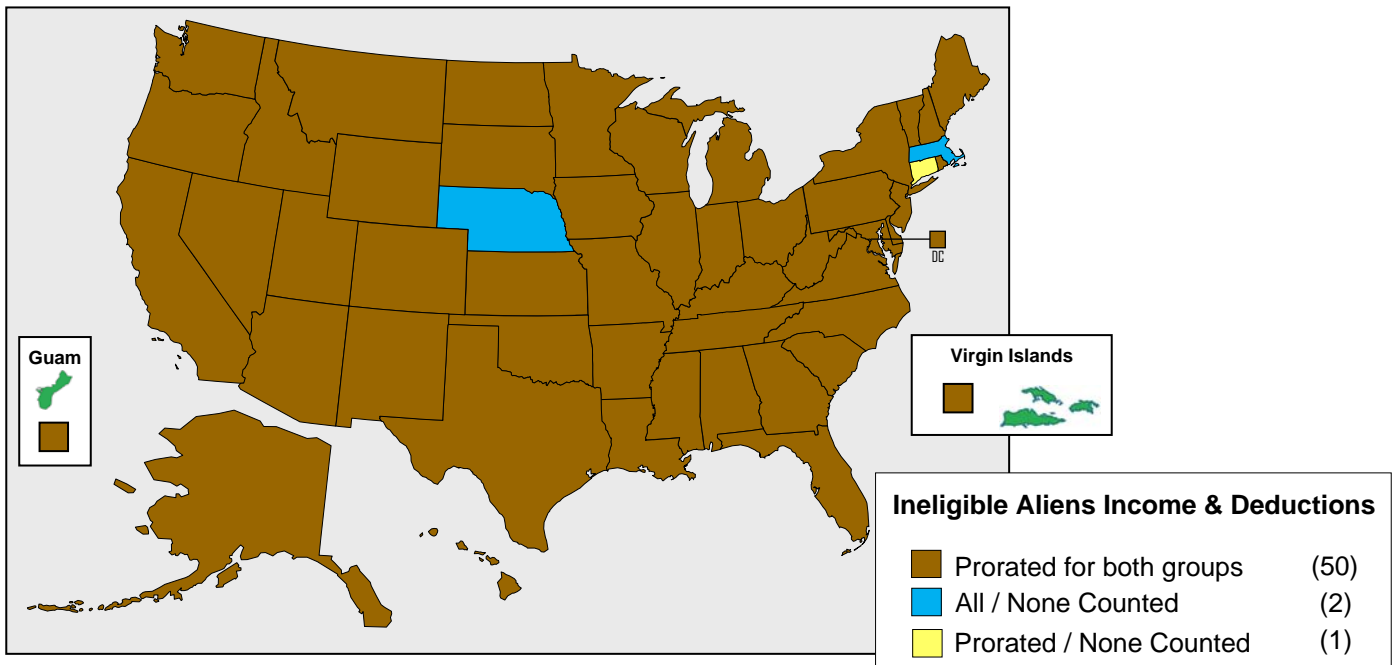 DC
Guam
Virgin Islands
Ineligible Aliens Income & Deductions
Prorated for both groups (50)
All / None Counted (2)
Prorated / None Counted (1)